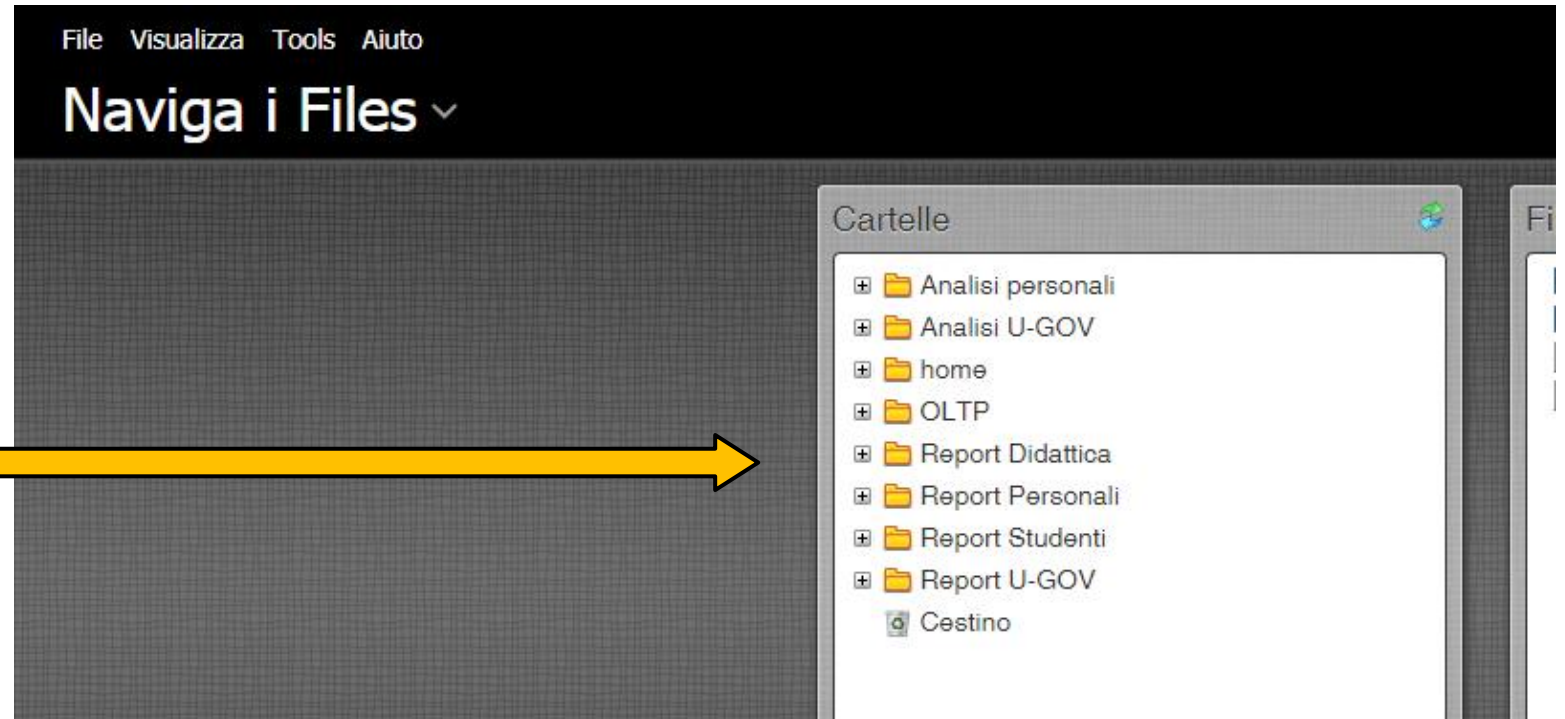 File Visualizza Tools Aiuto
Naviga i Files
Cartelle
Fi
Analisi personali
Analisi U-GOV
home
OLTP
Report Didattica
Report Personali
Report Studenti
Report U-GOV
Cestino